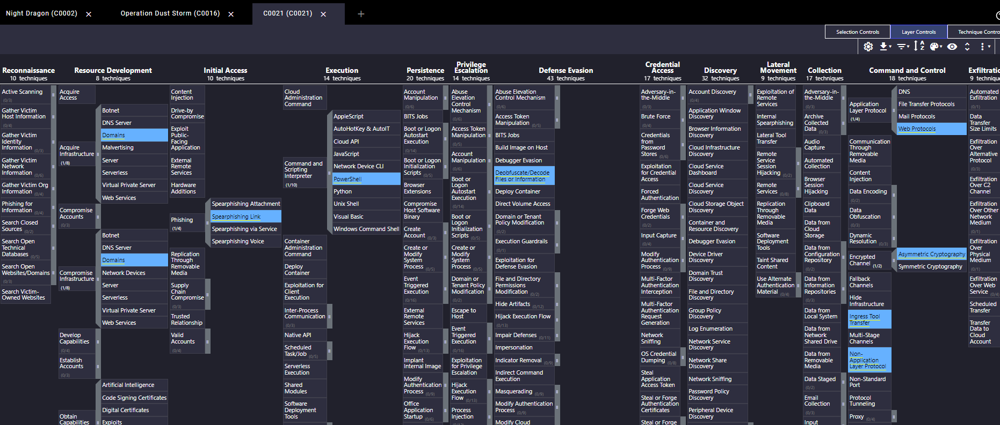 Night Dragon (C0002)
Operation Dust Storm (C0016)
C0021 (C0021)
Selection Controls
Layer Controls
Technique Contro
Reconnaissance
10 techniques
Active Scanning
(0/3)
Gather Victim
Host Information
(0/4)
Gather Victim
Identity
Information (0/3)
Gather Victim
Network
Information (0/6)
Gather Victim Org
Information (0/4)
Phishing for
Information (0/4)
Search Closed
Sources (0/2)
Search Open
Technical
Databases (0/5)
Search Open
Websites/Domains
(0/3)
Search Victim-
Owned Websites
Resource Development
8 techniques
Acquire
Access
Acquire
Infrastructure
(1/8)
Botnet
DNS Server
Domains
Malvertising
Server
Serverless
Virtual Private Server
Web Services
Compromise
Accounts
(0/3)
Compromise
Infrastructure
(1/8)
Botnet
DNS Server
Domains
Network Devices
Server
Serverless
Virtual Private Server
Web Services
Develop
Capabilities
(0/4)
Establish
Accounts
(0/3)
Obtain
Capabilities
Artificial Intelligence
Code Signing Certificates
Digital Certificates
Exploits
Initial Access
10 techniques
Content
Injection
Drive-by
Compromise
Exploit
Public-
Facing
Application
External
Remote
Services
Hardware
Additions
Phishing
(1/4)
Spearphishing Attachment
Spearphishing Link
Spearphishing via Service
Spearphishing Voice
Replication
Through
Removable
Media
Supply
Chain
Compromise
(0/3)
Trusted
Relationship
Valid
Accounts
(0/4)
Execution
14 techniques
Cloud
Administration
Command
Command and
Scripting
Interpreter
(1/10)
AppleScript
AutoHotKey & AutoIT
Cloud API
JavaScript
Network Device CLI
PowerShell
Python
Unix Shell
Visual Basic
Windows Command Shell
Container
Administration
Command
Deploy
Container
Exploitation for
Client
Execution
Inter-Process
Communication
(0/3)
Native API
Scheduled
Task/Job (0/5)
Serverless
Execution
Shared
Modules
Software
Deployment
Tools
Persistence
20 techniques
Account
Manipulation
BITS Jobs
Boot or Logon
Autostart
Execution
(0/14)
Boot or Logon
Initialization
Scripts (0/5)
Browser
Extensions
Compromise
Host Software
Binary
Create
Account (0/3)
Create or
Modify
System
Process (0/5)
Event
Triggered
Execution
(0/16)
External
Remote
Services
Hijack
Execution
Flow (0/13)
Implant
Internal Image
Modify
Authentication
Process (0/9)
Office
Application
Startup (0/6)
Privilege
Escalation
14 techniques
Abuse
Elevation
Control
Mechanism
(0/6)
Access Token
Manipulation
(0/5)
Account
Manipulation
(0/6)
Boot or
Logon
Autostart
Execution
(0/14)
Boot or
Logon
Initialization
Scripts (0/5)
Create or
Modify
System
Process (0/5)
Domain or
Tenant Policy
Modification
(0/2)
Escape to
Host
Event
Triggered
Execution
(0/16)
Exploitation
for Privilege
Escalation
Hijack
Execution
Flow (0/13)
Process
Injection
Defense Evasion
43 techniques
Abuse Elevation
Control Mechanism
(0/6)
Access Token
Manipulation (0/5)
BITS Jobs
Build Image on Host
Debugger Evasion
Deobfuscate/Decode
Files or Information
Deploy Container
Direct Volume Access
Domain or Tenant
Policy Modification
(0/2)
Execution Guardrails
(0/1)
Exploitation for
Defense Evasion
File and Directory
Permissions
Modification (0/2)
Hide Artifacts (0/12)
Hijack Execution Flow
(0/13)
Impair Defenses (0/11)
Impersonation
Indicator Removal (0/9)
Indirect Command
Execution
Masquerading (0/9)
Modify Authentication
Process (0/9)
Modify Cloud
Credential
Access
17 techniques
Adversary-in-
the-Middle
(0/3)
Brute Force
(0/4)
Credentials
from
Password
Stores (0/6)
Exploitation
for Credential
Access
Forced
Authentication
Forge Web
Credentials
(0/2)
Input Capture
(0/4)
Modify
Authentication
Process (0/9)
Multi-Factor
Authentication
Interception
Multi-Factor
Authentication
Request
Generation
Network
Sniffing
OS Credential
Dumping (0/8)
Steal
Application
Access Token
Steal or Forge
Authentication
Certificates
Steal or Forge
Discovery
32 techniques
Account Discovery
(0/4)
Application Window
Discovery
Browser Information
Discovery
Cloud Infrastructure
Discovery
Cloud Service
Dashboard
Cloud Service
Discovery
Cloud Storage Object
Discovery
Container and
Resource Discovery
Debugger Evasion
Device Driver
Discovery
Domain Trust
Discovery
File and Directory
Discovery
Group Policy
Discovery
Log Enumeration
Network Service
Discovery
Network Share
Discovery
Network Sniffing
Password Policy
Discovery
Peripheral Device
Discovery
Lateral
Movement
9 techniques
Exploitation of
Remote
Services
Internal
Spearphishing
Lateral Tool
Transfer
Remote
Service
Session
Hijacking (0/2)
Remote
Services (0/8)
Replication
Through
Removable
Media
Software
Deployment
Tools
Taint Shared
Content
Use Alternate
Authentication
Material (0/4)
Collection
17 techniques
Adversary-in-
the-Middle
(0/3)
Archive
Collected
Data (0/3)
Audio
Capture
Automated
Collection
Browser
Session
Hijacking
Clipboard
Data
Data from
Cloud
Storage
Data from
Configuration
Repository
(0/2)
Data from
Information
Repositories
(0/3)
Data from
Local System
Data from
Network
Shared Drive
Data from
Removable
Media
Data Staged
(0/2)
Email
Collection
(0/3)
Input
Command and Control
18 techniques
Application
Layer Protocol
(1/4)
DNS
File Transfer Protocols
Mail Protocols
Web Protocols
Communication
Through
Removable
Media
Content
Injection
Data Encoding
(0/2)
Data
Obfuscation
(0/3)
Dynamic
Resolution (0/3)
Encrypted
Channel (1/2)
Asymmetric Cryptography
Symmetric Cryptography
Fallback
Channels
Hide
Infrastructure
Ingress Tool
Transfer
Multi-Stage
Channels
Non-
Application
Layer Protocol
Non-Standard
Port
Protocol
Tunneling
Proxy (0/4)
Exfiltration
9 techniqu
Automated
Exfiltration
(0/1)
Data
Transfer
Size Limits
Exfiltration
Over
Alternative
Protocol
(0/3)
Exfiltration
Over C2
Channel
Exfiltration
Over Other
Network
Medium
(0/1)
Exfiltration
Over
Physical
Medium
(0/1)
Exfiltration
Over Web
Service (0/4)
Scheduled
Transfer
Transfer
Data to
Cloud
Account